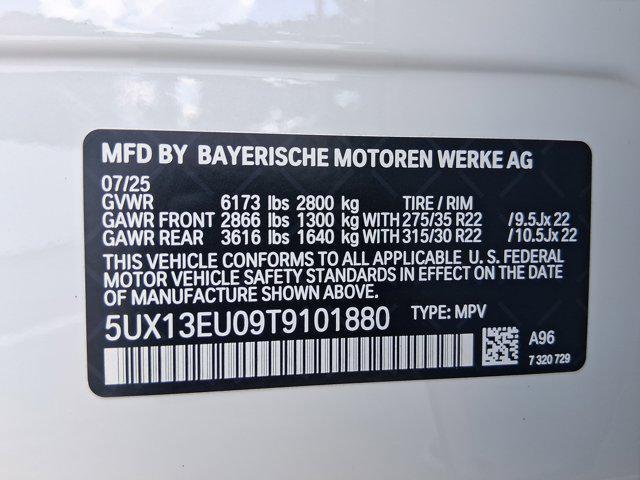 MFD BY BAYERISCHE MOTOREN WERKE AG
07/25
GVWR 6173 lbs 2800 kg TIRE / RIM
GAWR FRONT 2866 lbs 1300 kg WITH 275/35 R22 /9.5Jx22
GAWR REAR 3616 lbs 1640 kg WITH 315/30 R22 /10.5Jx22
THIS VEHICLE CONFORMS TO ALL APPLICABLE U.S. FEDERAL
MOTOR VEHICLE SAFETY STANDARDS IN EFFECT ON THE DATE
OF MANUFACTURE SHOWN ABOVE.
5UX13EU09T9101880 TYPE: MPV
A96
7 320 729